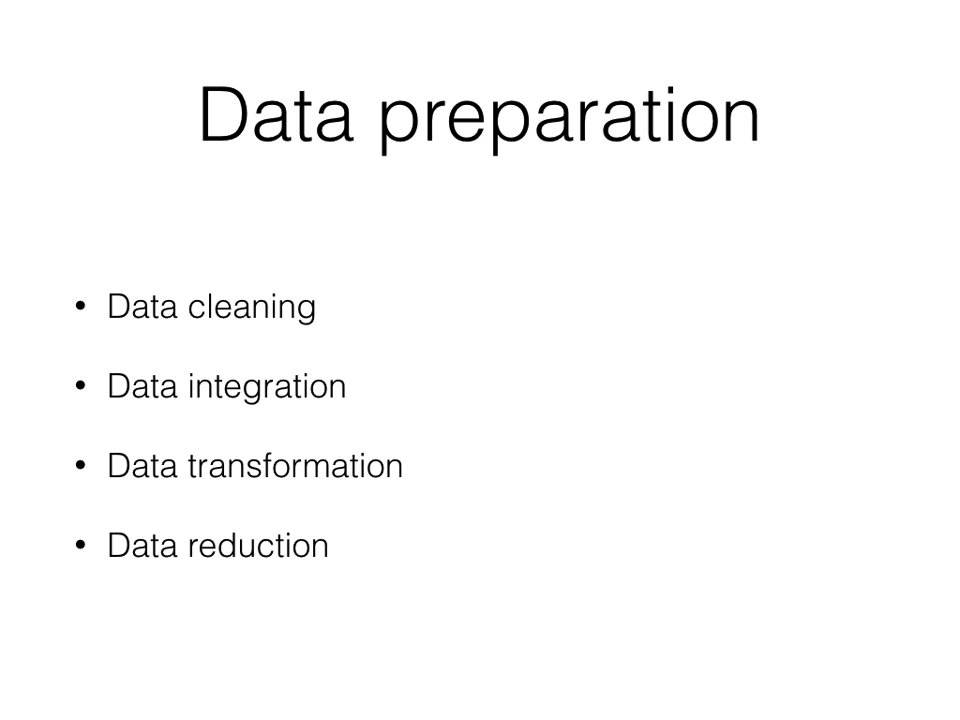 Data preparation
• Data cleaning
• Data integration
• Data transformation
• Data reduction